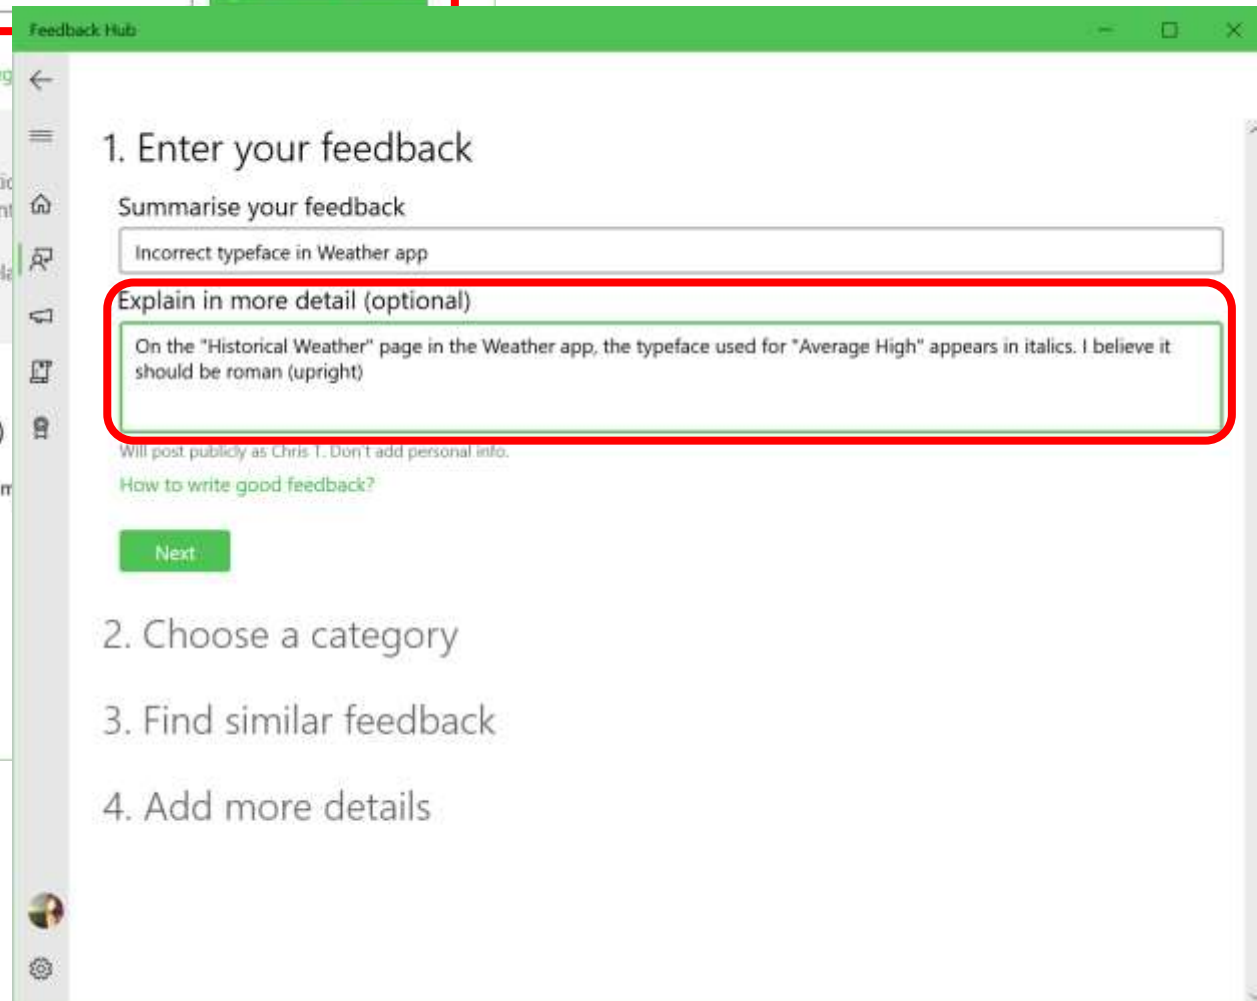 Feedback Hub
1. Enter your feedback
Summarise your feedback
Incorrect typeface in Weather app
Explain in more detail (optional)
On the "Historical Weather" page in the Weather app, the typeface used for "Average High" appears in italics. I believe it
should be roman (upright)
Will post publicly as Chris T. Don't add personal info.
How to write good feedback?
Next
2. Choose a category
3. Find similar feedback
4. Add more details